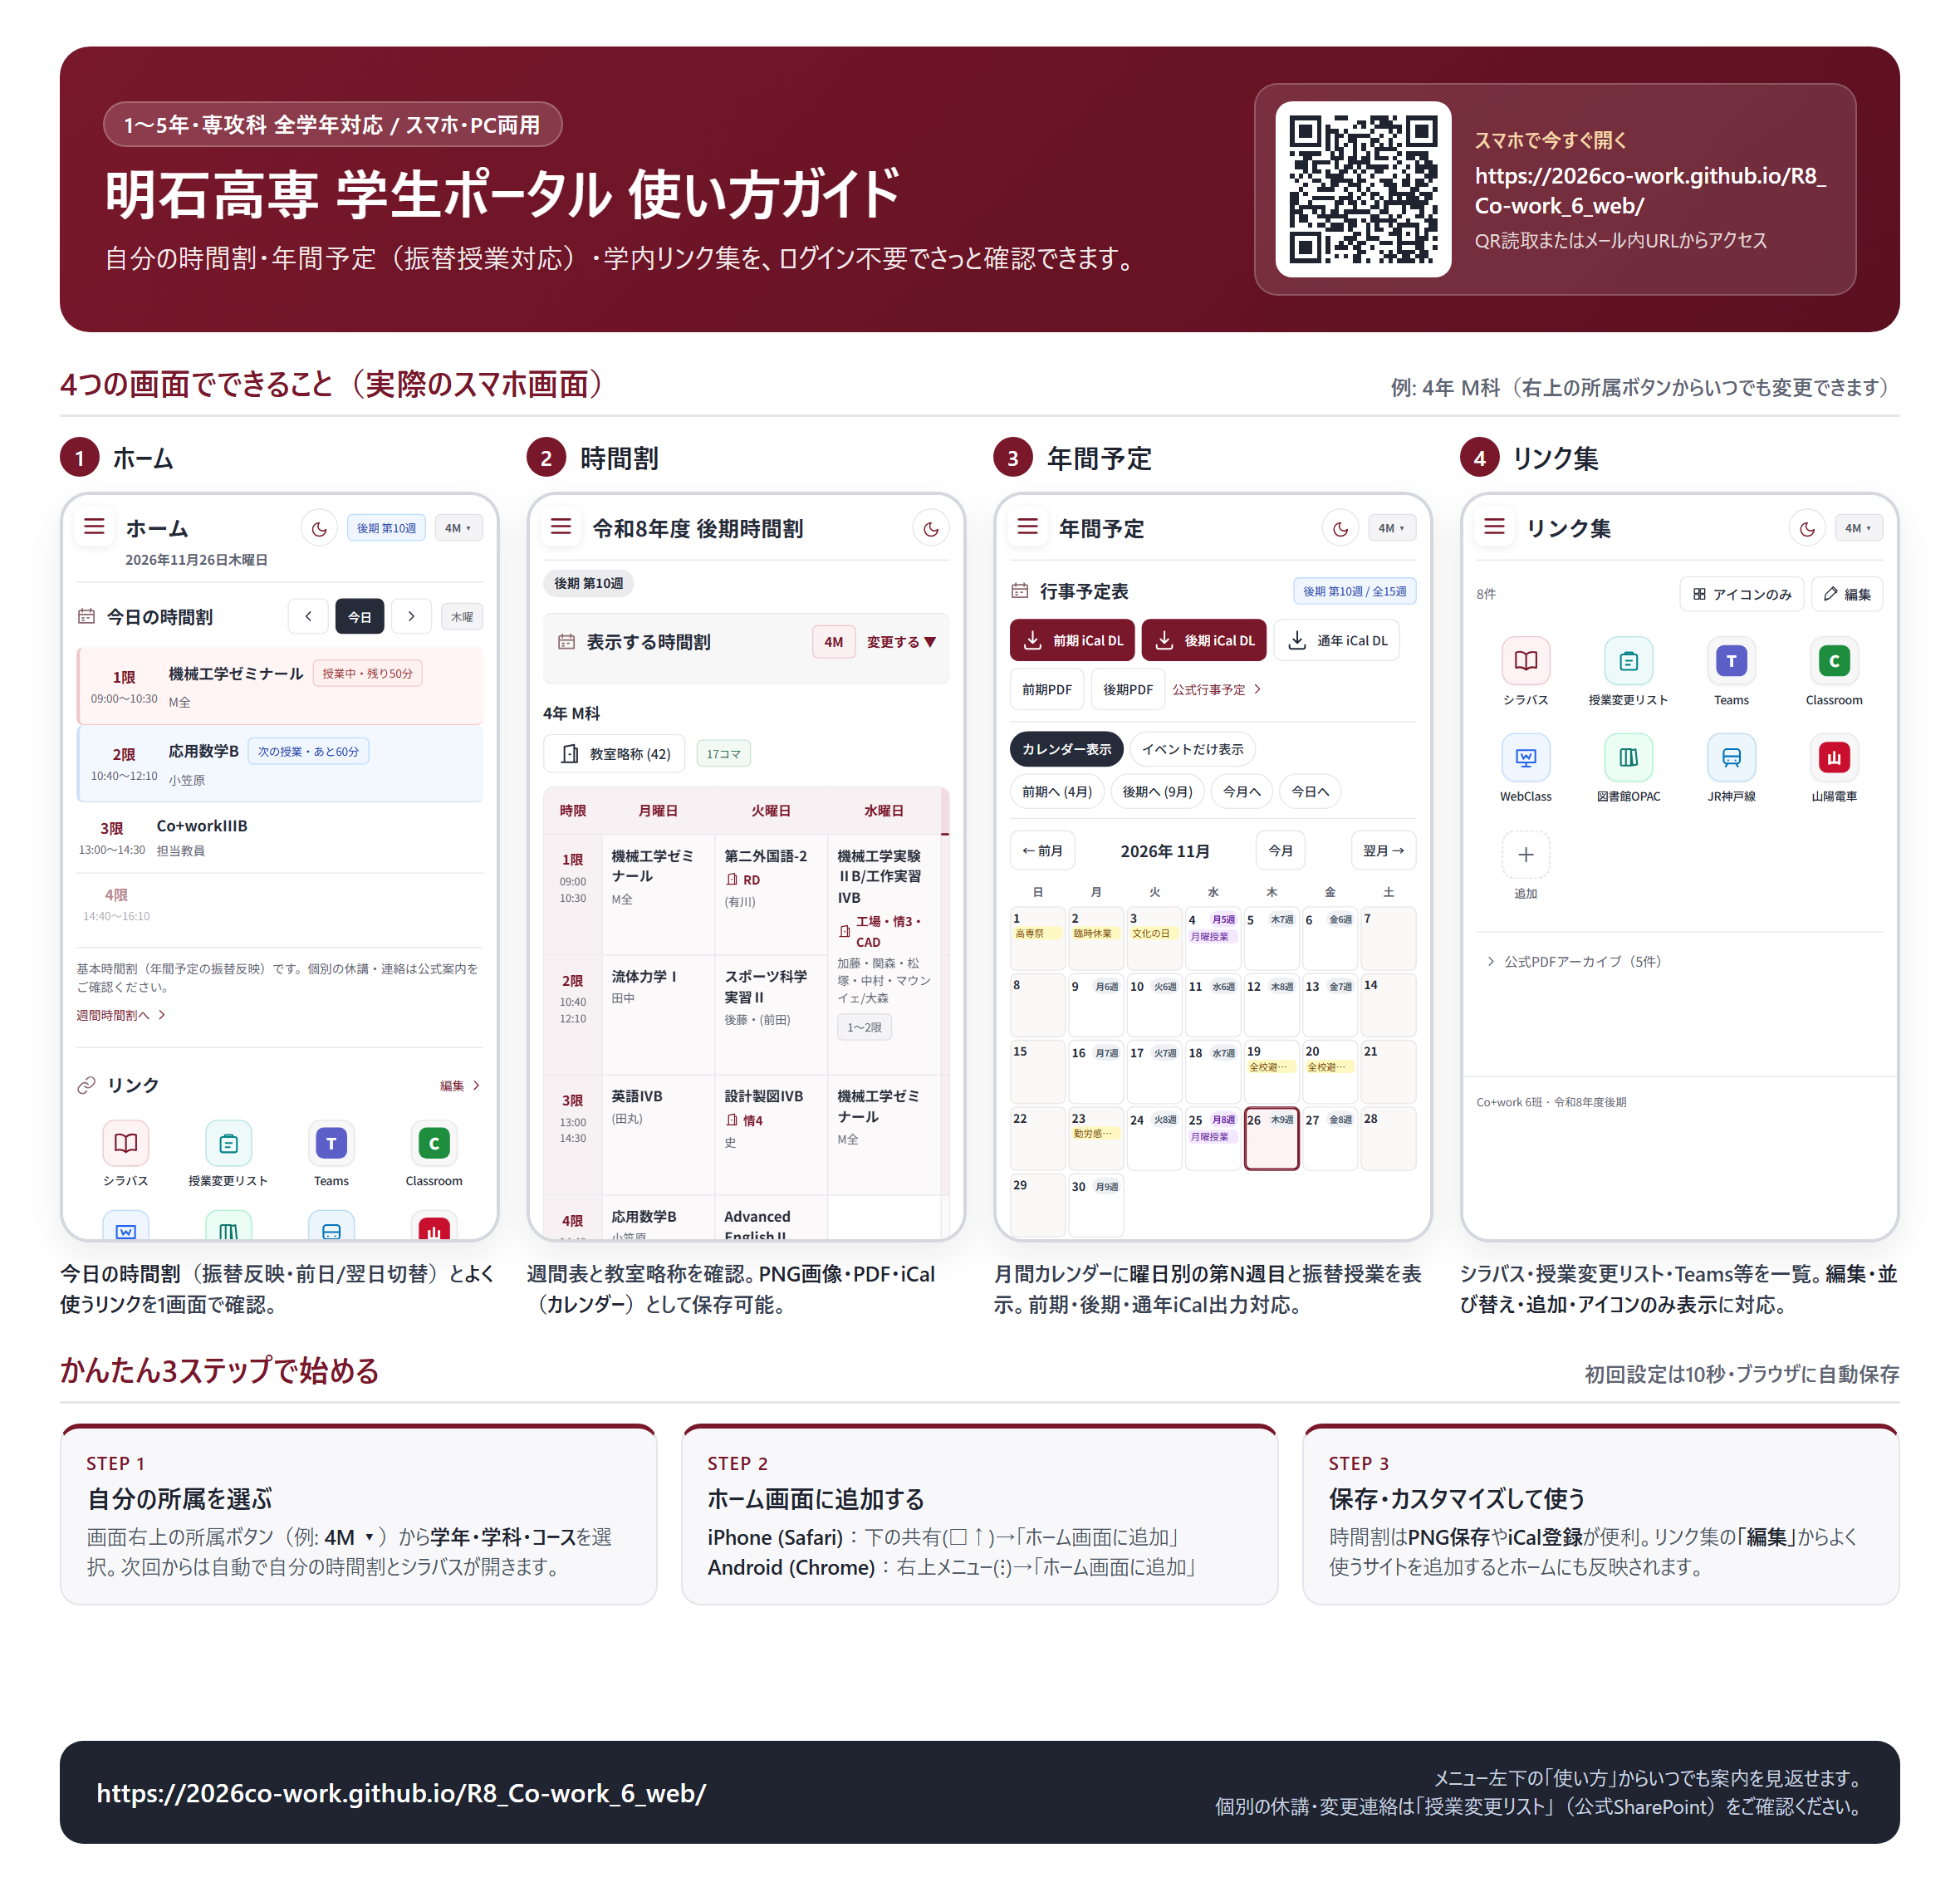 1～5年・専攻科 全学年対応 / スマホ・PC両用
明石高専 学生ポータル 使い方ガイド
自分の時間割・年間予定（振替授業対応）・学内リンク集を、ログイン不要でさっと確認できます。
スマホで今すぐ開く
https://2026co-work.github.io/R8_
Co-work_6_web/
QR読取またはメール内URLからアクセス
4つの画面でできること（実際のスマホ画面）
例: 4年 M科（右上の所属ボタンからいつでも変更できます）
1 ホーム
ホーム
後期 第10週
4M ▾
2026年11月26日木曜日
今日の時間割
今日
木曜
1限
09:00～10:30
機械工学ゼミナール
授業中・残り50分
M全
2限
10:40～12:10
応用数学B
次の授業・あと60分
小笠原
3限
13:00～14:30
Co+workIIIB
担当教員
4限
14:40～16:10
基本時間割（年間予定の振替反映）です。個別の休講・連絡は公式案内を
ご確認ください。
週間時間割へ >
リンク
編集 >
シラバス
授業変更リスト
T
Teams
C
Classroom
W
今日の時間割（振替反映・前日/翌日切替）とよく
使うリンクを1画面で確認。
2 時間割
令和8年度 後期時間割
後期 第10週
表示する時間割
4M
変更する ▼
4年 M科
教室略称 (42)
17コマ
時限 月曜日 火曜日 水曜日
1限
09:00
10:30
機械工学ゼミ
ナール
M全
第二外国語-2
RD
(有川)
機械工学実験
ⅡB/工作実習
IVB
工場・情3・
CAD
加藤・関森・松
塚・中村・マウン
イェ/大森
1～2限
2限
10:40
12:10
流体力学Ⅰ
田中
スポーツ科学
実習Ⅱ
後藤・(前田)
3限
13:00
14:30
英語IVB
(田丸)
設計製図IVB
情4
史
機械工学ゼミ
ナール
M全
4限
応用数学B
小笠原
Advanced
EnglishⅡ
週間表と教室略称を確認。PNG画像・PDF・iCal
（カレンダー）として保存可能。
3 年間予定
年間予定
4M ▾
行事予定表
後期 第10週 / 全15週
前期 iCal DL
後期 iCal DL
通年 iCal DL
前期PDF
後期PDF
公式行事予定 >
カレンダー表示
イベントだけ表示
前期へ (4月)
後期へ (9月)
今月へ
今日へ
← 前月
2026年 11月
今月
翌月 →
日 月 火 水 木 金 土
1 2 3 4 月5週 5 木7週 6 金6週 7
高専祭 臨時休業 文化の日 月曜授業
8 9 月6週 10 火6週 11 水6週 12 木8週 13 金7週 14
15 16 月7週 17 火7週 18 水7週 19 20 21
全校避… 全校避…
22 23 24 火8週 25 月8週 26 木9週 27 金8週 28
勤労感… 月曜授業
29 30 月9週
月間カレンダーに曜日別の第N週目と振替授業を表
示。前期・後期・通年iCal出力対応。
4 リンク集
リンク集
4M ▾
8件
アイコンのみ
編集
シラバス
授業変更リスト
T
Teams
C
Classroom
W
WebClass
図書館OPAC
JR神戸線
山陽電車
+
追加
> 公式PDFアーカイブ（5件）
Co+work 6班 · 令和8年度後期
シラバス・授業変更リスト・Teams等を一覧。編集・並
び替え・追加・アイコンのみ表示に対応。
かんたん3ステップで始める
初回設定は10秒・ブラウザに自動保存
STEP 1
自分の所属を選ぶ
画面右上の所属ボタン（例: 4M ▾）から学年・学科・コースを選
択。次回からは自動で自分の時間割とシラバスが開きます。
STEP 2
ホーム画面に追加する
iPhone (Safari)：下の共有(□↑)→「ホーム画面に追加」
Android (Chrome)：右上メニュー(⋮)→「ホーム画面に追加」
STEP 3
保存・カスタマイズして使う
時間割はPNG保存やiCal登録が便利。リンク集の「編集」からよく
使うサイトを追加するとホームにも反映されます。
https://2026co-work.github.io/R8_Co-work_6_web/
メニュー左下の「使い方」からいつでも案内を見返せます。
個別の休講・変更連絡は「授業変更リスト」（公式SharePoint）をご確認ください。